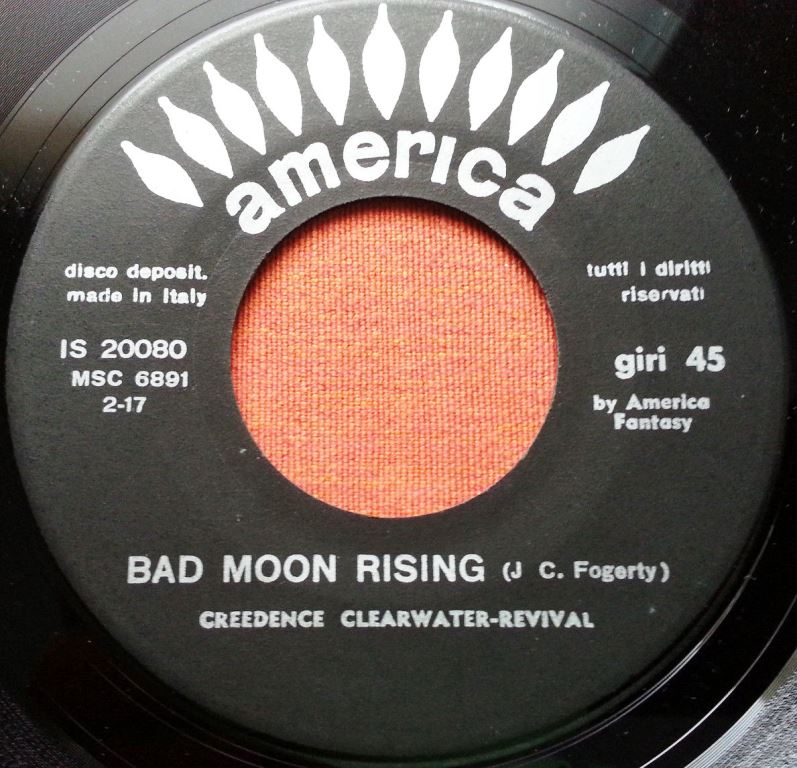 america
disco deposit.
made in Italy
tutti i diritti
riservati
IS 20080
MSC 6891
2-17
giri 45
by America
Fantasy
BAD MOON RISING (J C. Fogerty)
CREEDENCE CLEARWATER-REVIVAL